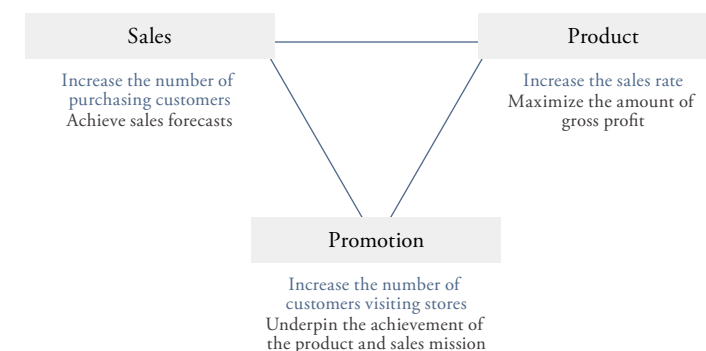 Sales
Product
Increase the number of
purchasing customers
Achieve sales forecasts
Increase the sales rate
Maximize the amount of
gross profit
Promotion
Increase the number of
customers visiting stores
Underpin the achievement of
the product and sales mission